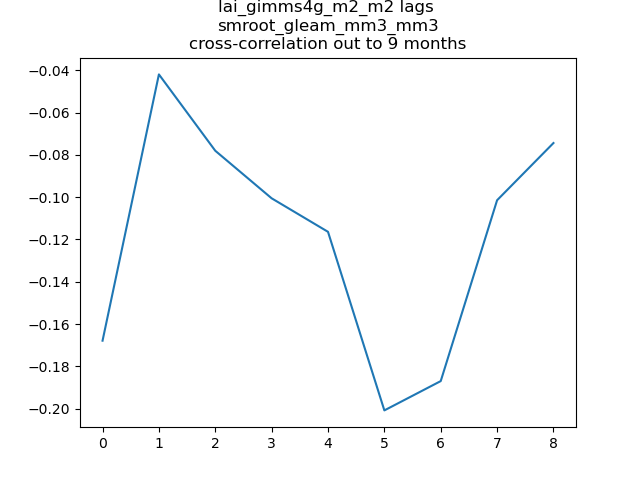 lai_gimms4g_m2_m2 lags
smroot_gleam_mm3_mm3
cross-correlation out to 9 months
−0.04
−0.06
−0.08
−0.10
−0.12
−0.14
−0.16
−0.18
−0.20
0 1 2 3 4 5 6 7 8